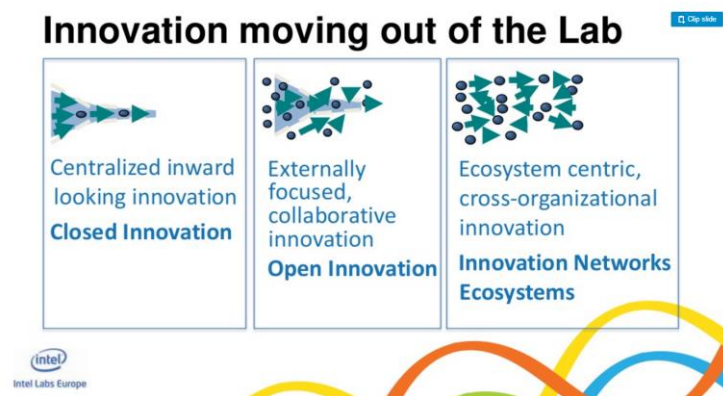 Innovation moving out of the Lab
Clip slide
Centralized inward
looking innovation
Closed Innovation
Externally
focused,
collaborative
innovation
Open Innovation
Ecosystem centric,
cross-organizational
innovation
Innovation Networks
Ecosystems
intel
Intel Labs Europe